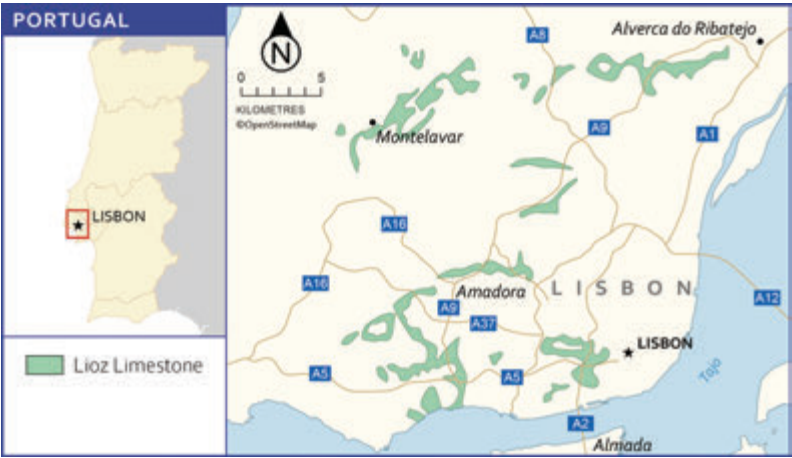 PORTUGAL
LISBON
Lioz Limestone
N
0 5
KILOMETRES
©OpenStreetMap
A8
Alverca do Ribatejo
Montelavar
A9
A1
A16
A16
Amadora
LISBON
A12
A9
A37
LISBON
A5
A5
Tojo
A2
Almada